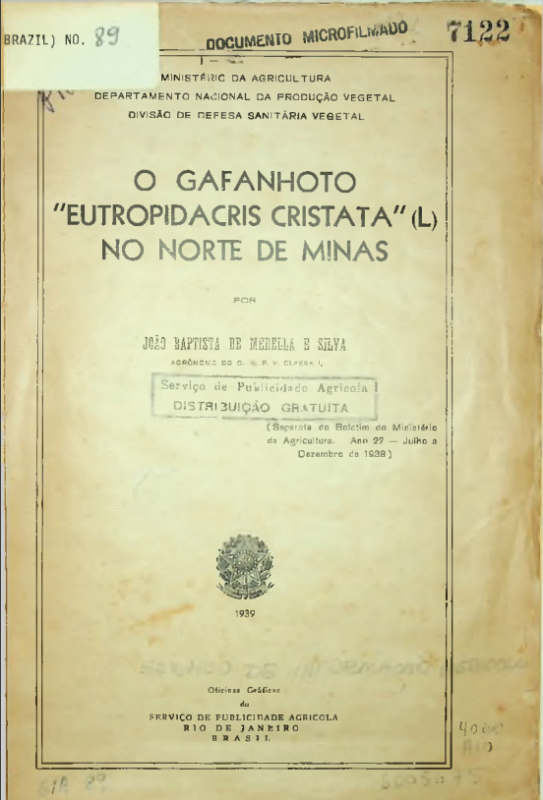 BRAZIL) NO. 89
DOCUMENTO MICROFILMADO
7122
MINISTÉRIO DA AGRICULTURA
DEPARTAMENTO NACIONAL DA PRODUÇÃO VEGETAL
DIVISÃO DE DEFESA SANITÁRIA VEGETAL
O GAFANHOTO
"EUTROPIDACRIS CRISTATA" (L)
NO NORTE DE MINAS
POR
JOÃO BAPTISTA DE MEDELLA E SILVA
AGRÔNOMO DO D. N. P. V. CLASSE I,
Serviço de Publicidade Agricola
DISTRIBUIÇÃO GRATUITA
(Separata do Boletim do Ministério
da Agricultura. Ano 27 — Julho a
Dezembro de 1938)
1939
Oficinas Gráficas
do
SERVIÇO DE PUBLICIDADE AGRICOLA
RIO DE JANEIRO
BRASIL